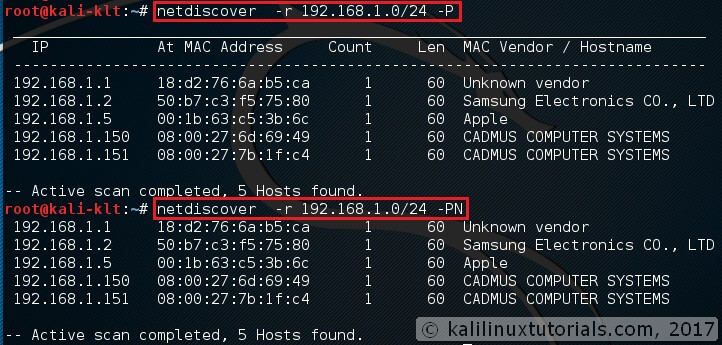 root@kali-klt:~# netdiscover  -r 192.168.1.0/24 -P
_____________________________________________________________________________
  IP            At MAC Address     Count     Len  MAC Vendor / Hostname
-----------------------------------------------------------------------------
192.168.1.1     18:d2:76:6a:b5:ca      1      60  Unknown vendor
192.168.1.2     50:b7:c3:f5:75:80      1      60  Samsung Electronics CO., LTD
192.168.1.5     00:1b:63:c5:3b:6c      1      60  Apple
192.168.1.150   08:00:27:6d:69:49      1      60  CADMUS COMPUTER SYSTEMS
192.168.1.151   08:00:27:7b:1f:c4      1      60  CADMUS COMPUTER SYSTEMS
-- Active scan completed, 5 Hosts found.
root@kali-klt:~# netdiscover  -r 192.168.1.0/24 -PN
192.168.1.1     18:d2:76:6a:b5:ca      1      60  Unknown vendor
192.168.1.2     50:b7:c3:f5:75:80      1      60  Samsung Electronics CO., LTD
192.168.1.5     00:1b:63:c5:3b:6c      1      60  Apple
192.168.1.150   08:00:27:6d:69:49      1      60  CADMUS COMPUTER SYSTEMS
192.168.1.151   08:00:27:7b:1f:c4      1      60  CADMUS COMPUTER SYSTEMS
-- Active scan completed, 5 Hosts found.
© kalilinuxtutorials.com, 2017